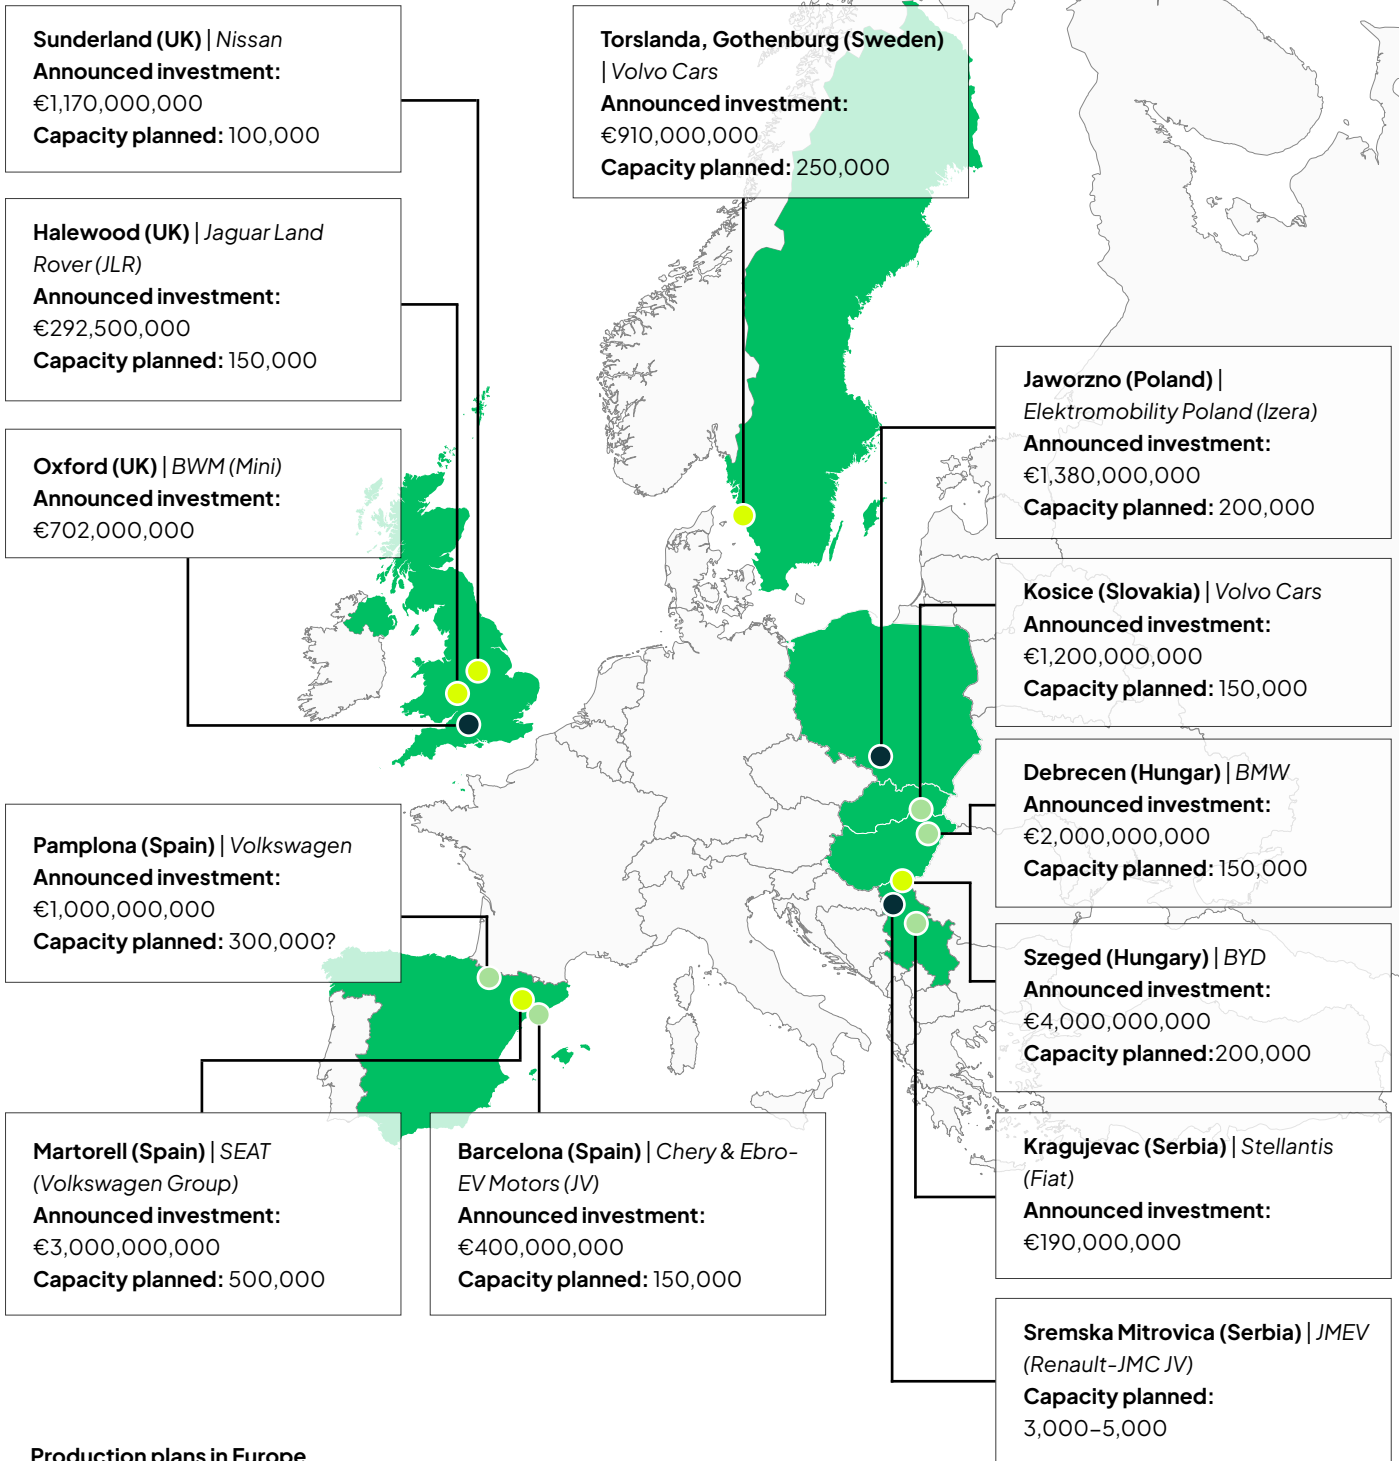 Sunderland (UK) | Nissan
Announced investment:
€1,170,000,000
Capacity planned: 100,000
Torslanda, Gothenburg (Sweden)
| Volvo Cars
Announced investment:
€910,000,000
Capacity planned: 250,000
Halewood (UK) | Jaguar Land
Rover (JLR)
Announced investment:
€292,500,000
Capacity planned: 150,000
Oxford (UK) | BWM (Mini)
Announced investment:
€702,000,000
Jaworzno (Poland) |
Elektromobility Poland (Izera)
Announced investment:
€1,380,000,000
Capacity planned: 200,000
Kosice (Slovakia) | Volvo Cars
Announced investment:
€1,200,000,000
Capacity planned: 150,000
Debrecen (Hungar) | BMW
Announced investment:
€2,000,000,000
Capacity planned: 150,000
Pamplona (Spain) | Volkswagen
Announced investment:
€1,000,000,000
Capacity planned: 300,000?
Szeged (Hungary) | BYD
Announced investment:
€4,000,000,000
Capacity planned:200,000
Martorell (Spain) | SEAT
(Volkswagen Group)
Announced investment:
€3,000,000,000
Capacity planned: 500,000
Barcelona (Spain) | Chery & Ebro-
EV Motors (JV)
Announced investment:
€400,000,000
Capacity planned: 150,000
Kragujevac (Serbia) | Stellantis
(Fiat)
Announced investment:
€190,000,000
Sremska Mitrovica (Serbia) | JMEV
(Renault-JMC JV)
Capacity planned:
3,000–5,000
Production plans in Europe